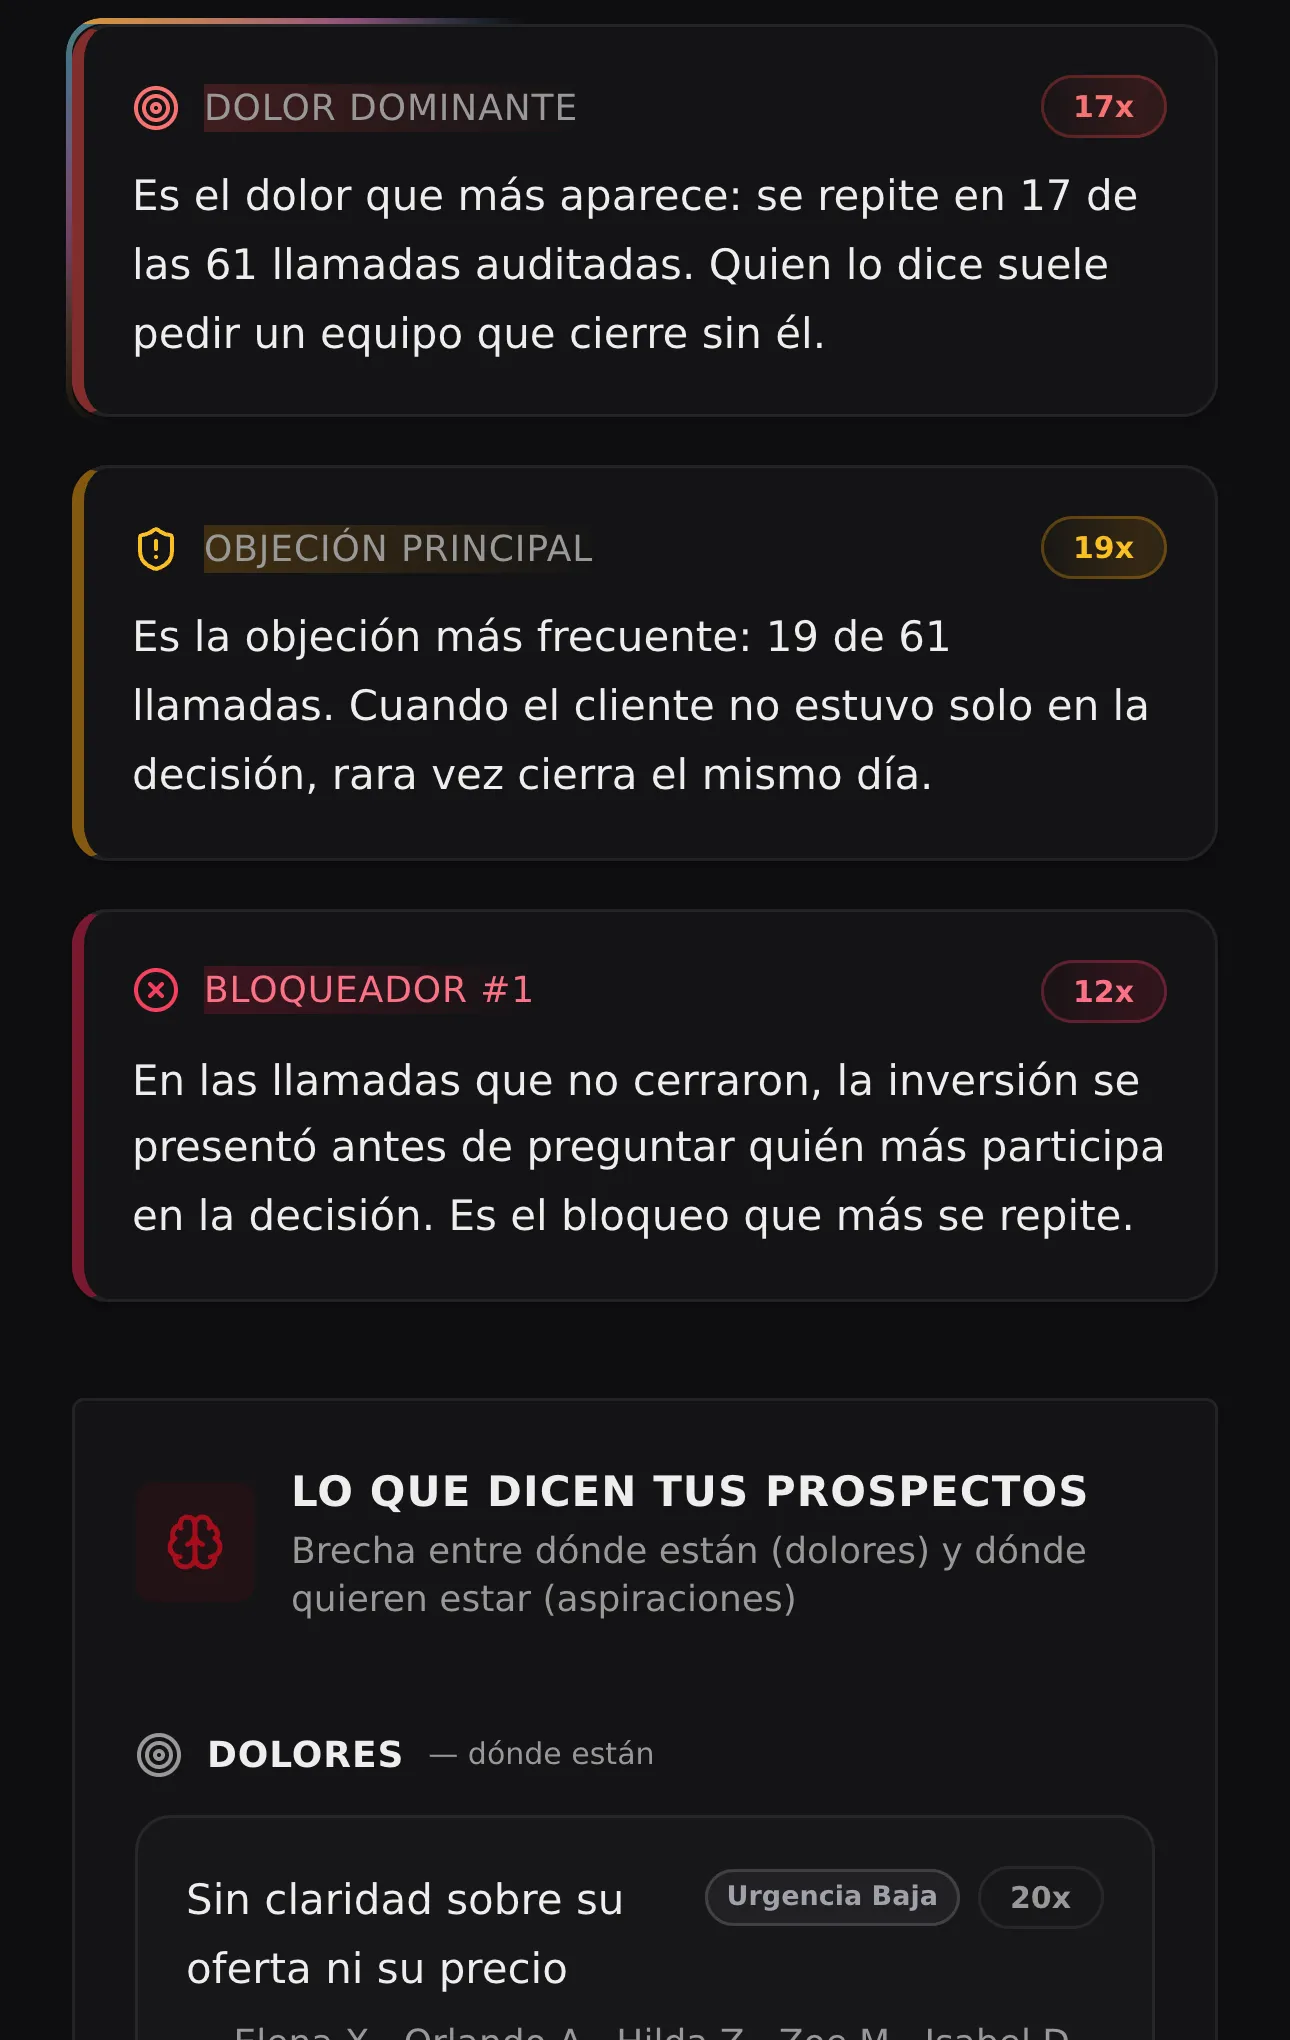 DOLOR DOMINANTE
17x
Es el dolor que más aparece: se repite en 17 de
las 61 llamadas auditadas. Quien lo dice suele
pedir un equipo que cierre sin él.
OBJECIÓN PRINCIPAL
19x
Es la objeción más frecuente: 19 de 61
llamadas. Cuando el cliente no estuvo solo en la
decisión, rara vez cierra el mismo día.
BLOQUEADOR #1
12x
En las llamadas que no cerraron, la inversión se
presentó antes de preguntar quién más participa
en la decisión. Es el bloqueo que más se repite.
LO QUE DICEN TUS PROSPECTOS
Brecha entre dónde están (dolores) y dónde
quieren estar (aspiraciones)
DOLORES — dónde están
Sin claridad sobre su
oferta ni su precio
Urgencia Baja
20x
Elena X Orlando A Hilda Z Zoe M Isabel D